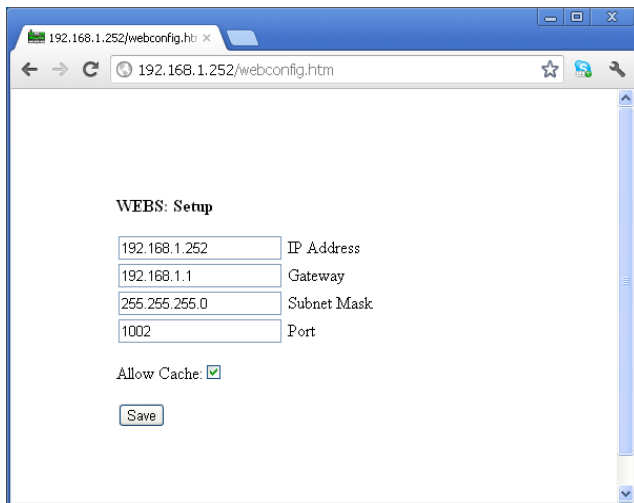 192.168.1.252/webconfig.htr
192.168.1.252/webconfig.htm
WEBS: Setup
192.168.1.252 IP Address
192.168.1.1 Gateway
255.255.255.0 Subnet Mask
1002 Port
Allow Cache:
Save